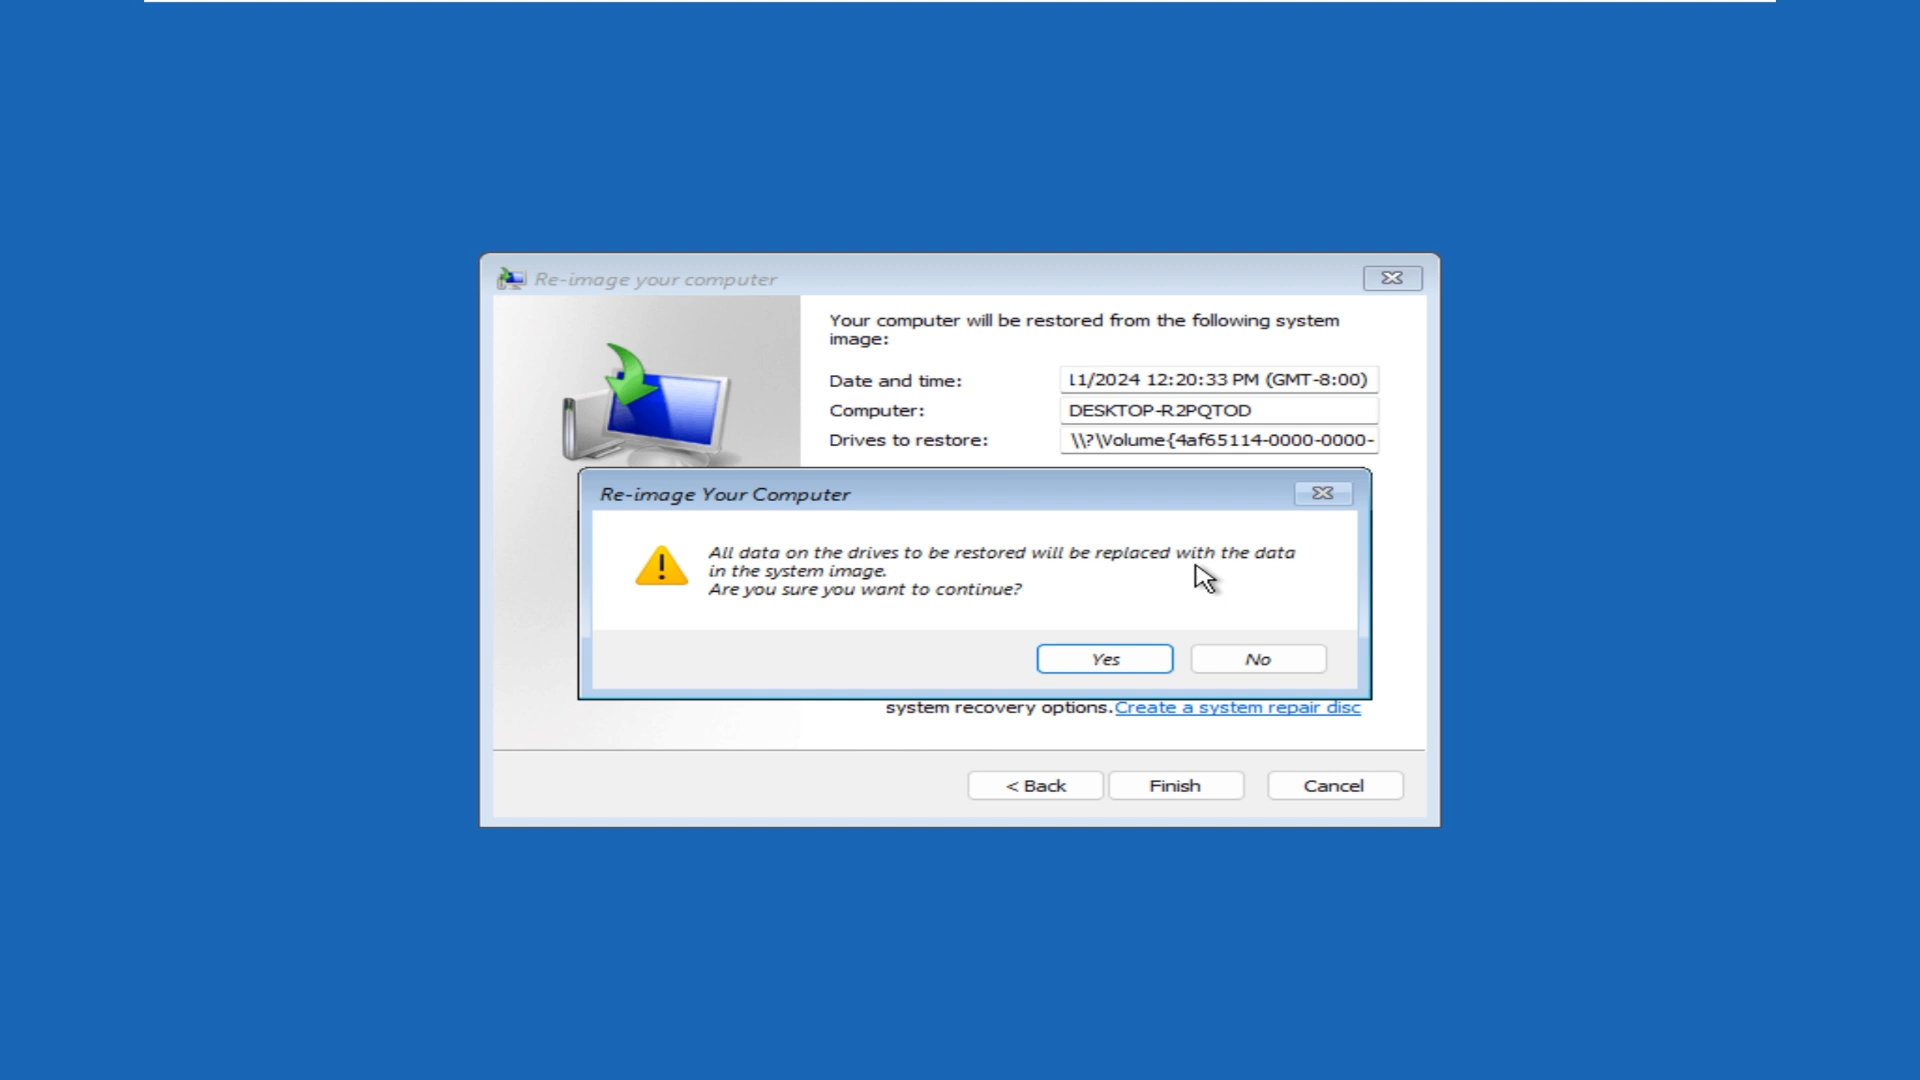 Re-image your computer
Your computer will be restored from the following system
image:
Date and time: 11/2024 12:20:33 PM (GMT-8:00)
Computer: DESKTOP-R2PQTOD
Drives to restore: \\?\Volume{4af65114-0000-0000-
Re-image Your Computer
All data on the drives to be restored will be replaced with the data
in the system image.
Are you sure you want to continue?
Yes No
system recovery options.Create a system repair disc
< Back Finish Cancel